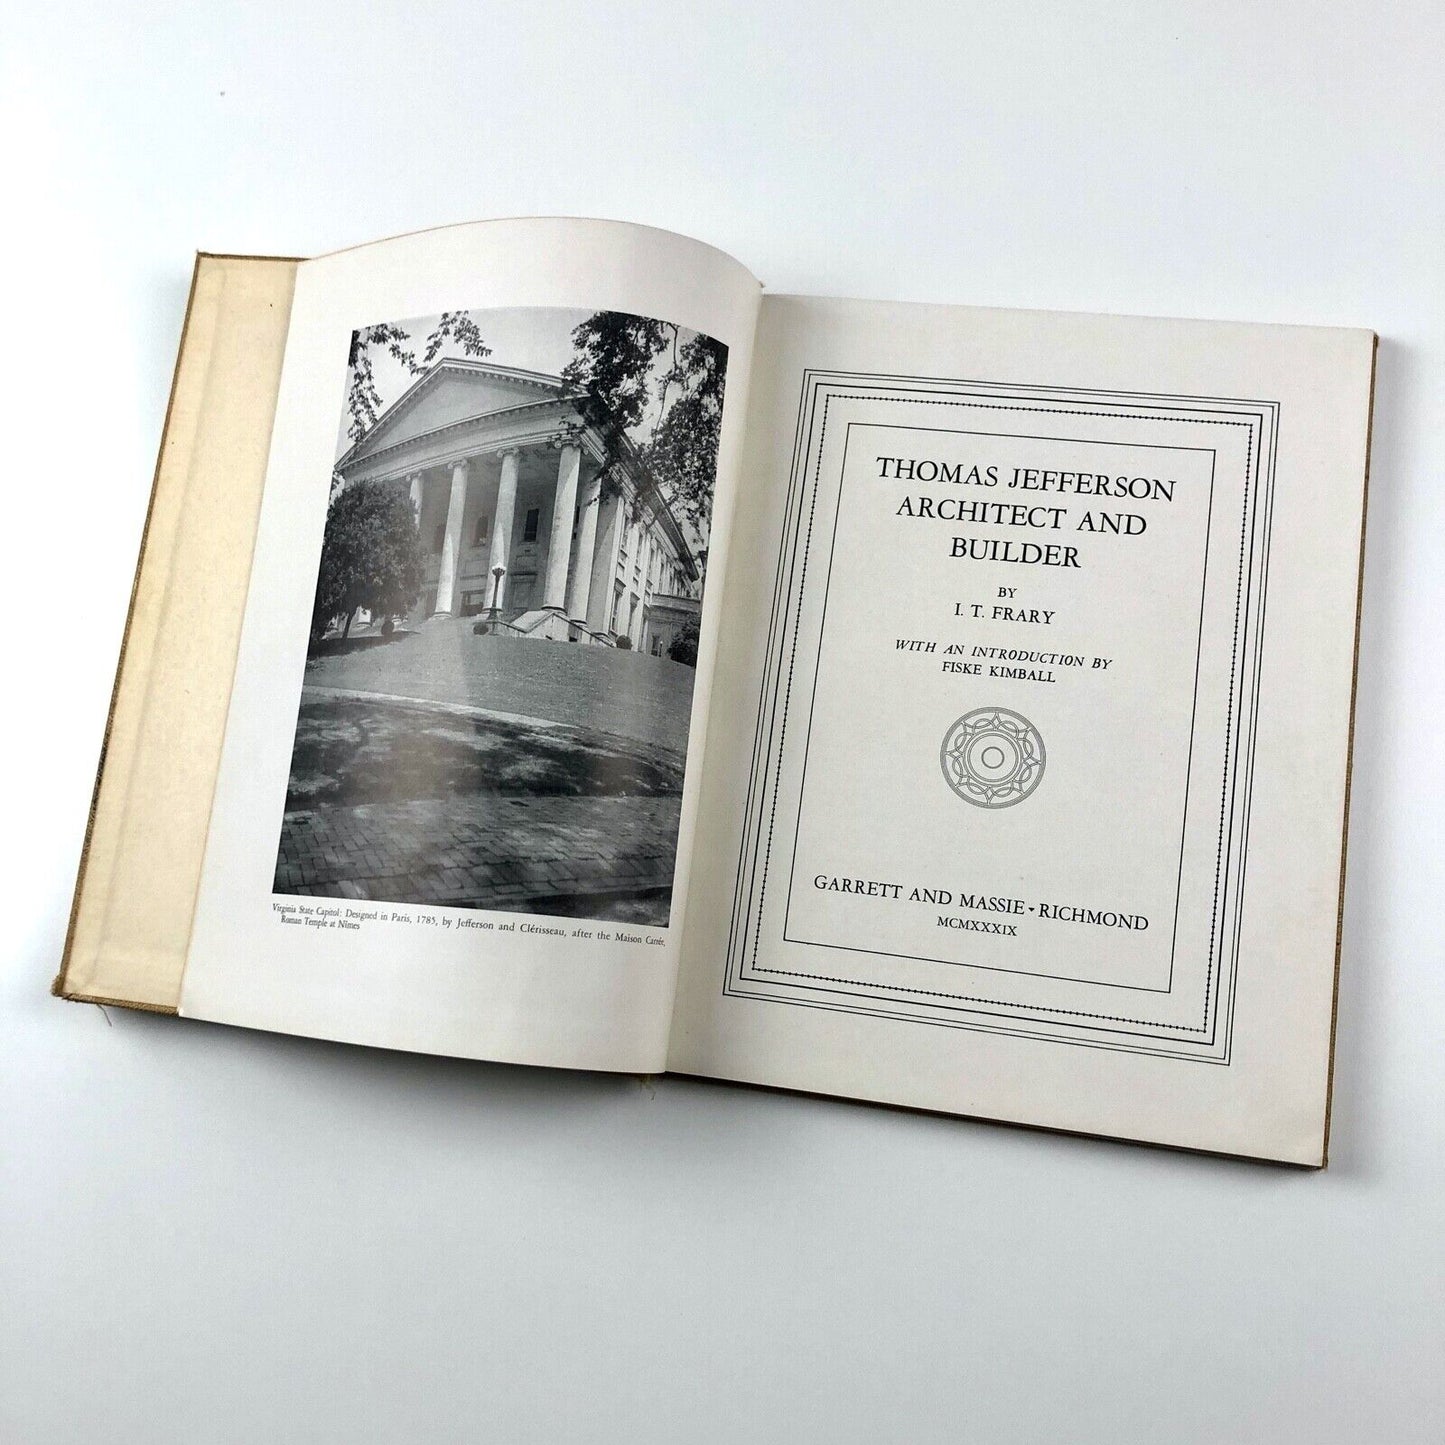 Virginia State Capitol: Designed in Paris, 1785, by Jefferson and Clérisseau, after the Maison Carrée,
Roman Temple at Nîmes
THOMAS JEFFERSON
ARCHITECT AND
BUILDER
BY
I. T. FRARY
WITH AN INTRODUCTION BY
FISKE KIMBALL
GARRETT AND MASSIE · RICHMOND
MCMXXXIX